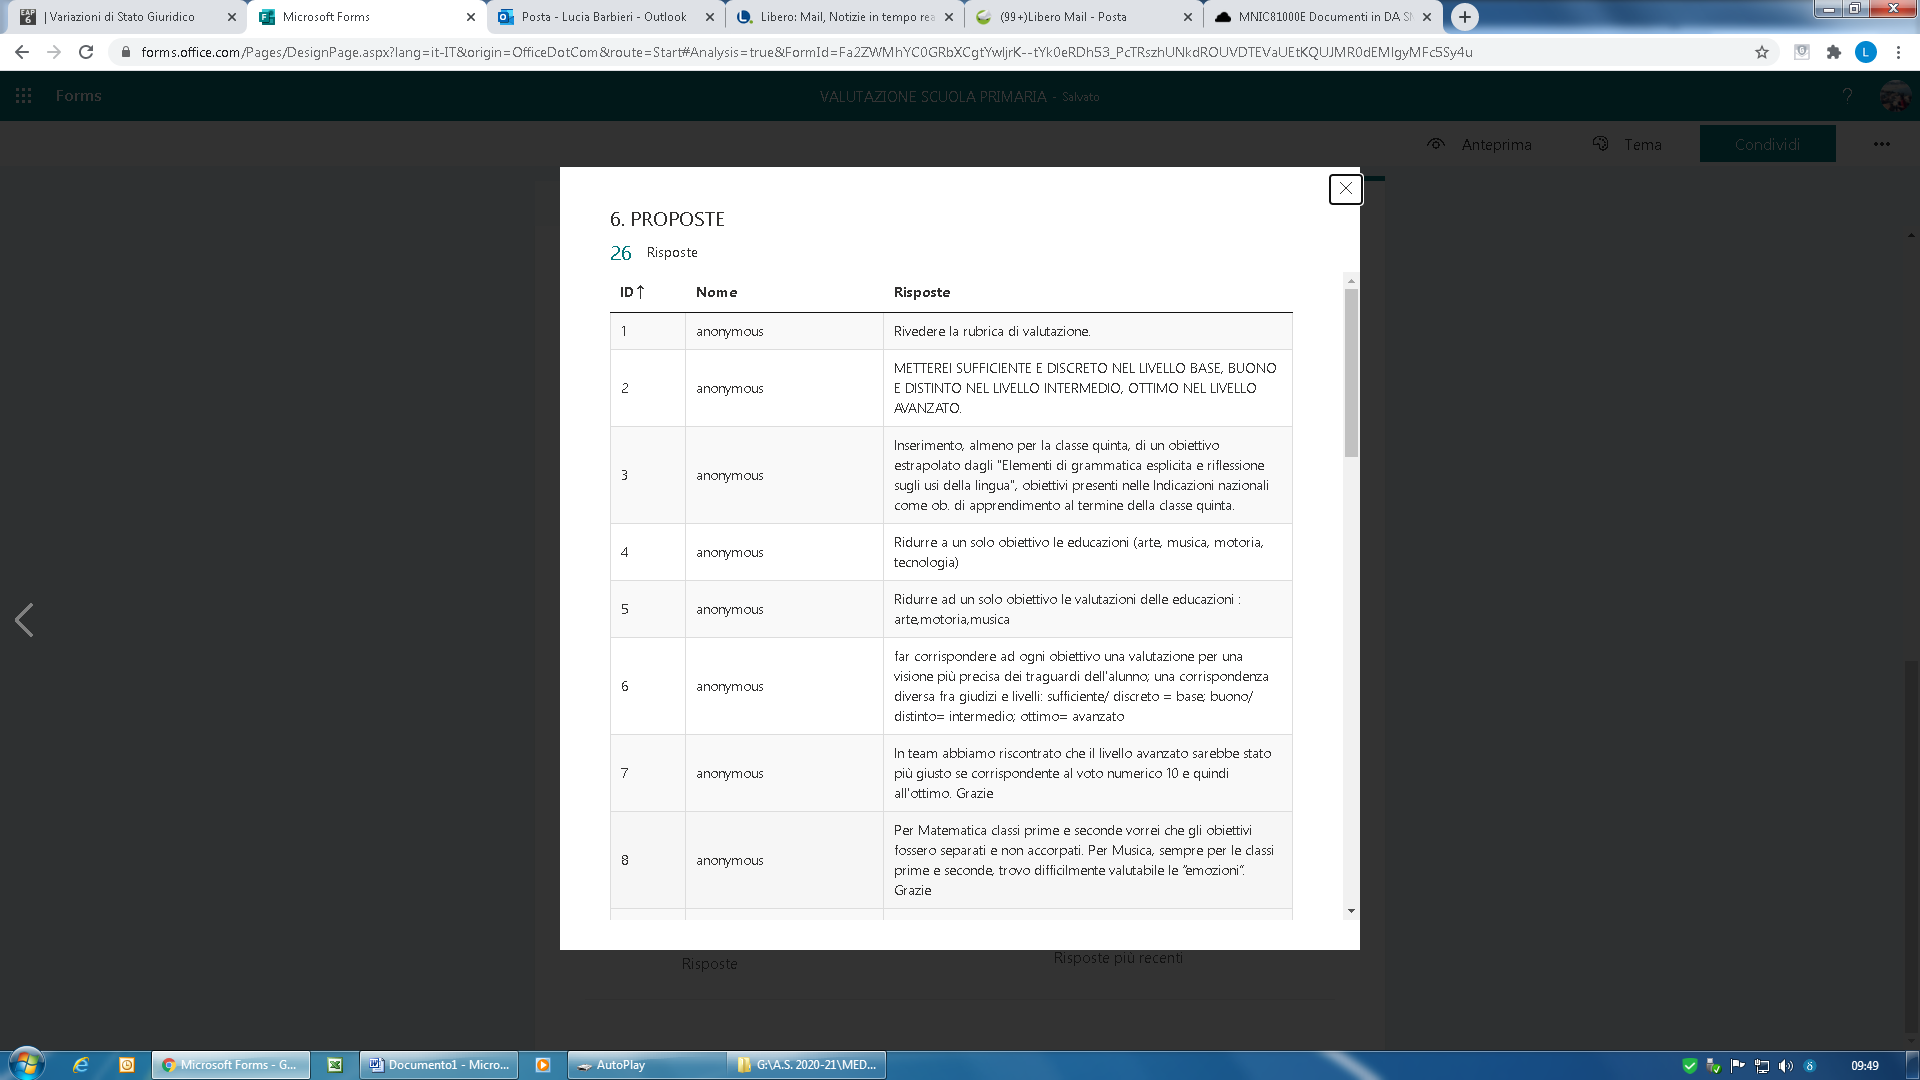 | Variazioni di Stato Giuridico
Microsoft Forms
Posta - Lucia Barbieri - Outlook
Libero: Mail, Notizie in tempo rea
(99+)Libero Mail - Posta
MNIC81000E Documenti in DA SI
forms.office.com/Pages/DesignPage.aspx?lang=it-IT&origin=OfficeDotCom&route=Start#Analysis=true&FormId=Fa2ZWMhYC0GRbXCgtYwljrK--tYk0eRDh53_PcTRszhUNkdROUVDTEVaUEtKQUJMR0dEMlgyMFc5Sy4u
L
Forms
VALUTAZIONE SCUOLA PRIMARIA - Salvato
?
Anteprima
Tema
Condividi
6. PROPOSTE
26 Risposte
ID↑ Nome Risposte
1 anonymous Rivedere la rubrica di valutazione.
2 anonymous METTEREI SUFFICIENTE E DISCRETO NEL LIVELLO BASE, BUONO
E DISTINTO NEL LIVELLO INTERMEDIO, OTTIMO NEL LIVELLO
AVANZATO.
3 anonymous Inserimento, almeno per la classe quinta, di un obiettivo
estrapolato dagli "Elementi di grammatica esplicita e riflessione
sugli usi della lingua", obiettivi presenti nelle Indicazioni nazionali
come ob. di apprendimento al termine della classe quinta.
4 anonymous Ridurre a un solo obiettivo le educazioni (arte, musica, motoria,
tecnologia)
5 anonymous Ridurre ad un solo obiettivo le valutazioni delle educazioni :
arte,motoria,musica
6 anonymous far corrispondere ad ogni obiettivo una valutazione per una
visione più precisa dei traguardi dell'alunno; una corrispondenza
diversa fra giudizi e livelli: sufficiente/ discreto = base; buono/
distinto= intermedio; ottimo= avanzato
7 anonymous In team abbiamo riscontrato che il livello avanzato sarebbe stato
più giusto se corrispondente al voto numerico 10 e quindi
all'ottimo. Grazie
8 anonymous Per Matematica classi prime e seconde vorrei che gli obiettivi
fossero separati e non accorpati. Per Musica, sempre per le classi
prime e seconde, trovo difficilmente valutabile le “emozioni”.
Grazie
Risposte
Risposte più recenti
Microsoft Forms - G...
Documento1 - Micro...
AutoPlay
G:\A.S. 2020-21\MED...
09:49